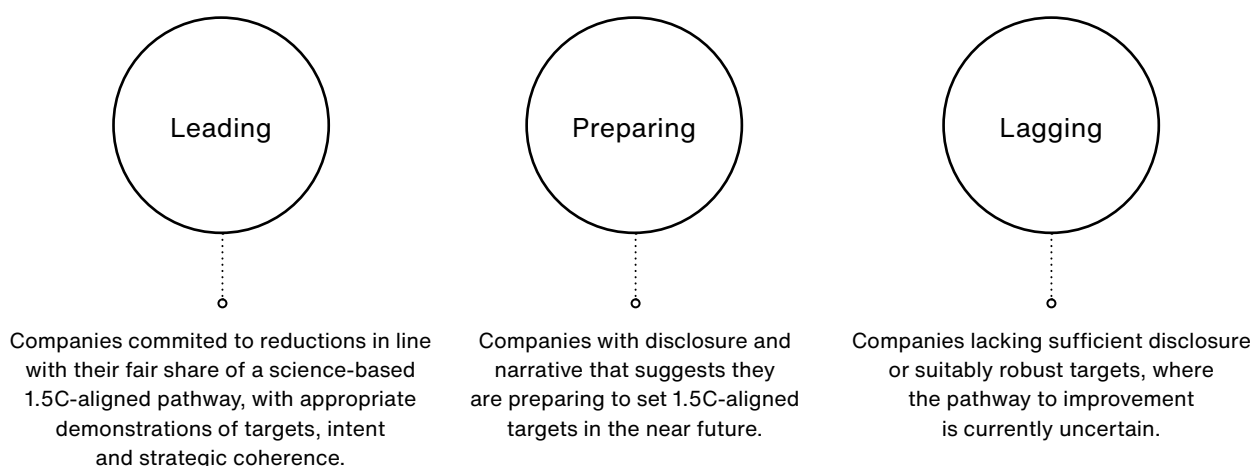 Leading
Companies commited to reductions in line
with their fair share of a science-based
1.5C-aligned pathway, with appropriate
demonstrations of targets, intent
and strategic coherence.
Preparing
Companies with disclosure and
narrative that suggests they
are preparing to set 1.5C-aligned
targets in the near future.
Lagging
Companies lacking sufficient disclosure
or suitably robust targets, where
the pathway to improvement
is currently uncertain.